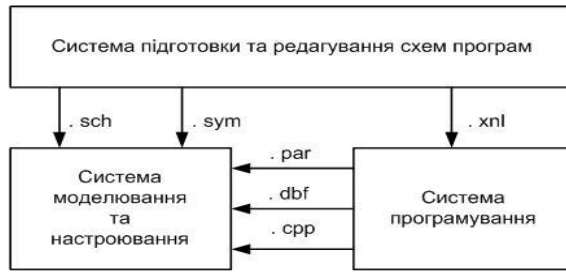 Система підготовки та редагування схем програм
. sch
. sym
. xnl
Система
моделювання
та
настроювання
. par
. dbf
. cpp
Система
програмування